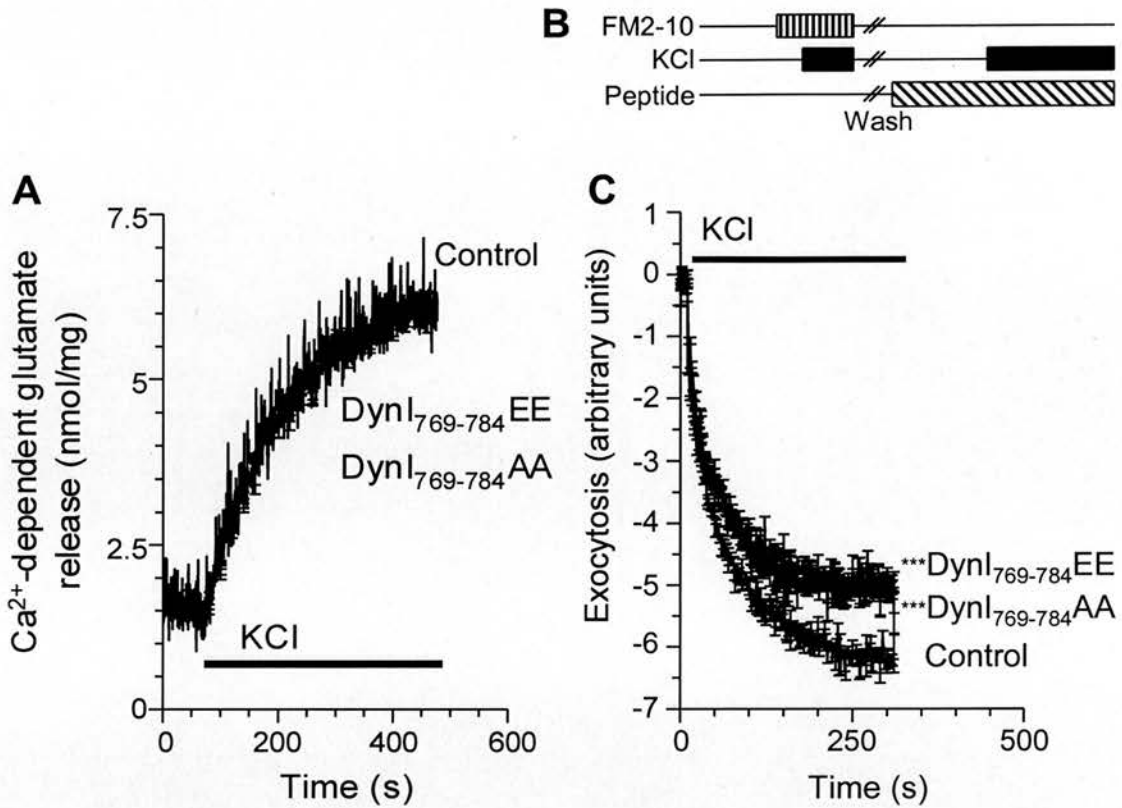 B
FM2-10
KCl
Peptide
Wash
A
Ca²⁺-dependent glutamate
release (nmol/mg)
7.5
5
2.5
0
Control
DynI₇₆₉₋₇₈₄EE
DynI₇₆₉₋₇₈₄AA
KCl
0 200 400 600
Time (s)
C
Exocytosis (arbitrary units)
1
0
-1
-2
-3
-4
-5
-6
-7
KCl
***DynI₇₆₉₋₇₈₄EE
***DynI₇₆₉₋₇₈₄AA
Control
0 250 500
Time (s)